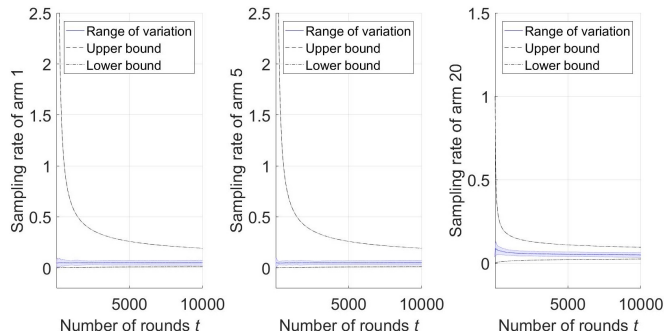 Sampling rate of arm 1
2.5
2
1.5
1
0.5
0
Range of variation
Upper bound
Lower bound
5000
10000
Number of rounds t
Sampling rate of arm 5
2.5
2
1.5
1
0.5
0
Range of variation
Upper bound
Lower bound
5000
10000
Number of rounds t
Sampling rate of arm 20
1.5
1
0.5
0
Range of variation
Upper bound
Lower bound
5000
10000
Number of rounds t